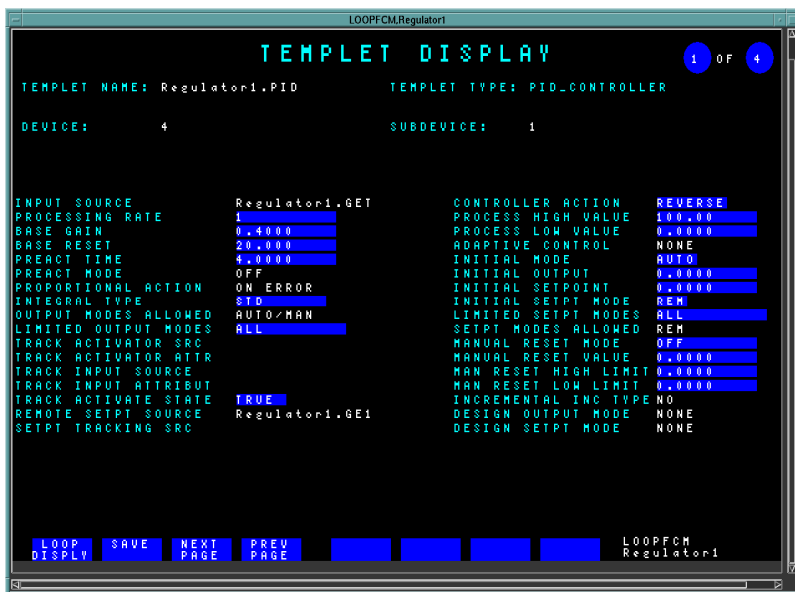 LOOPFCM,Regulator1
TEMPLET DISPLAY
1 OF 4
TEMPLET NAME: Regulator1.PID TEMPLET TYPE: PID_CONTROLLER
DEVICE: 4 SUBDEVICE: 1
INPUT SOURCE Regulator1.GET CONTROLLER ACTION REVERSE
PROCESSING RATE 1 PROCESS HIGH VALUE 100.00
BASE GAIN 0.4000 PROCESS LOW VALUE 0.0000
BASE RESET 20.000 ADAPTIVE CONTROL NONE
PREACT TIME 4.0000 INITIAL MODE AUTO
PREACT MODE OFF INITIAL OUTPUT 0.0000
PROPORTIONAL ACTION ON ERROR INITIAL SETPOINT 0.0000
INTEGRAL TYPE STD INITIAL SETPT MODE REM
OUTPUT MODES ALLOWED AUTO/MAN LIMITED SETPT MODES ALL
LIMITED OUTPUT MODES ALL SETPT MODES ALLOWED REM
TRACK ACTIVATOR SRC MANUAL RESET MODE OFF
TRACK ACTIVATOR ATTR MANUAL RESET VALUE 0.0000
TRACK INPUT SOURCE MAN RESET HIGH LIMIT 0.0000
TRACK INPUT ATTRIBUT MAN RESET LOW LIMIT 0.0000
TRACK ACTIVATE STATE TRUE INCREMENTAL INC TYPE NO
REMOTE SETPT SOURCE Regulator1.GE1 DESIGN OUTPUT MODE NONE
SETPT TRACKING SRC DESIGN SETPT MODE NONE
LOOP DISPLY SAVE NEXT PAGE PREV PAGE
LOOPFCM
Regulator1